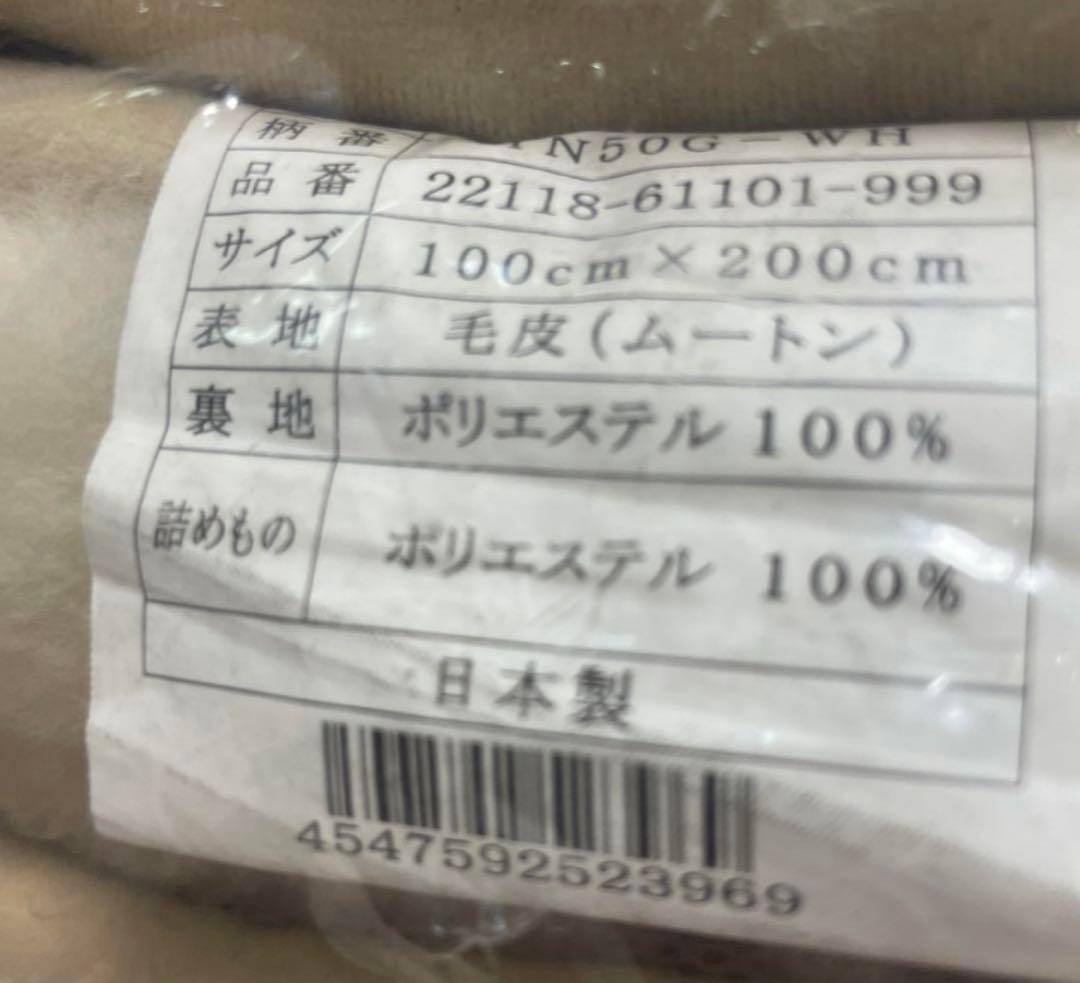 柄番 N50G-WH
品番 22118-61101-999
サイズ 100cm×200cm
表地 毛皮(ムートン)
裏地 ポリエステル 100%
詰めもの ポリエステル 100%
日本製
4547592523969